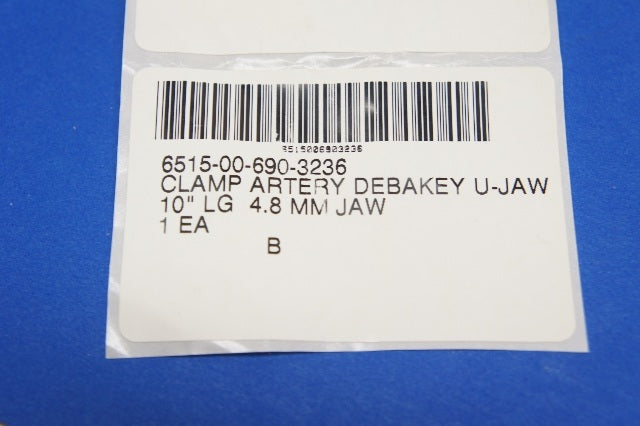 6515006903236
6515-00-690-3236
CLAMP ARTERY DEBAKEY U-JAW
10" LG 4.8 MM JAW
1 EA
B